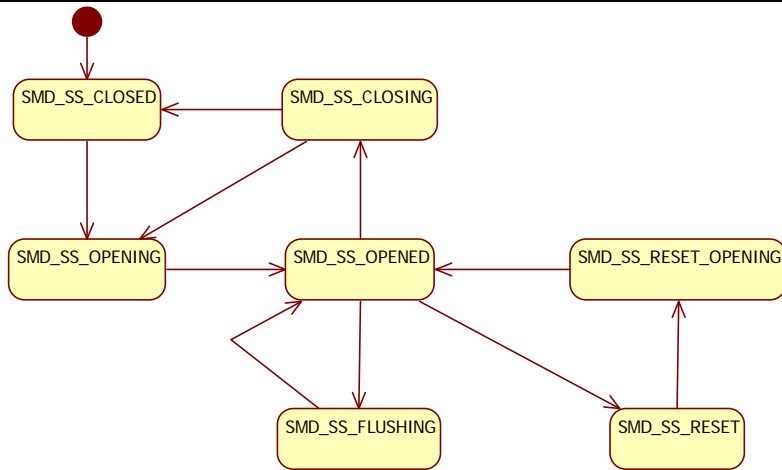 SMD_SS_CLOSED
SMD_SS_CLOSING
SMD_SS_OPENING
SMD_SS_OPENED
SMD_SS_RESET_OPENING
SMD_SS_FLUSHING
SMD_SS_RESET